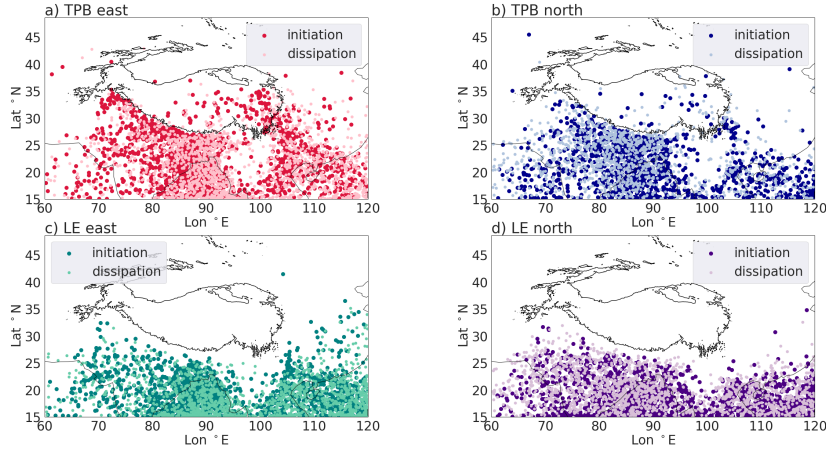 a) TPB east
initiation
dissipation
45
40
35
30
25
20
15
Lat °N
60 70 80 90 100 110 120
Lon °E
b) TPB north
initiation
dissipation
45
40
35
30
25
20
15
Lat °N
60 70 80 90 100 110 120
Lon °E
c) LE east
initiation
dissipation
45
40
35
30
25
20
15
Lat °N
60 70 80 90 100 110 120
Lon °E
d) LE north
initiation
dissipation
45
40
35
30
25
20
15
Lat °N
60 70 80 90 100 110 120
Lon °E